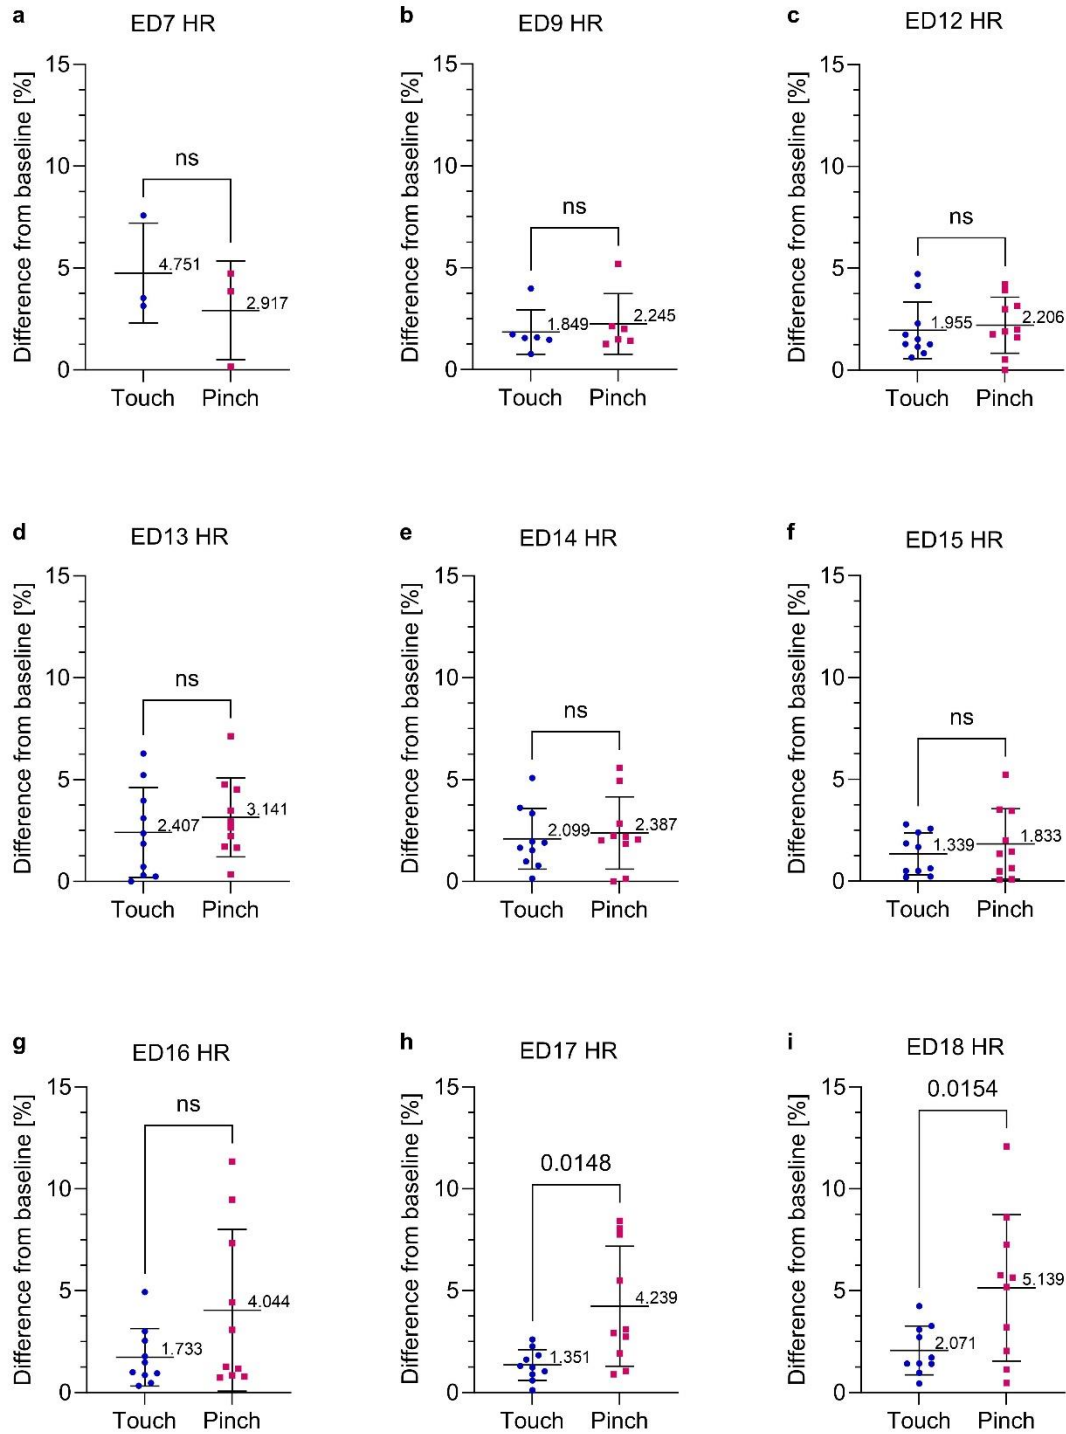 a
ED7 HR
Difference from baseline [%]
15
10
5
0
ns
4.751
2.917
Touch Pinch
b
ED9 HR
Difference from baseline [%]
15
10
5
0
ns
1.849
2.245
Touch Pinch
c
ED12 HR
Difference from baseline [%]
15
10
5
0
ns
1.955
2.206
Touch Pinch
d
ED13 HR
Difference from baseline [%]
15
10
5
0
ns
2.407
3.141
Touch Pinch
e
ED14 HR
Difference from baseline [%]
15
10
5
0
ns
2.099
2.387
Touch Pinch
f
ED15 HR
Difference from baseline [%]
15
10
5
0
ns
1.339
1.833
Touch Pinch
g
ED16 HR
Difference from baseline [%]
15
10
5
0
ns
1.733
4.044
Touch Pinch
h
ED17 HR
Difference from baseline [%]
15
10
5
0
0.0148
1.351
4.239
Touch Pinch
i
ED18 HR
Difference from baseline [%]
15
10
5
0
0.0154
2.071
5.139
Touch Pinch